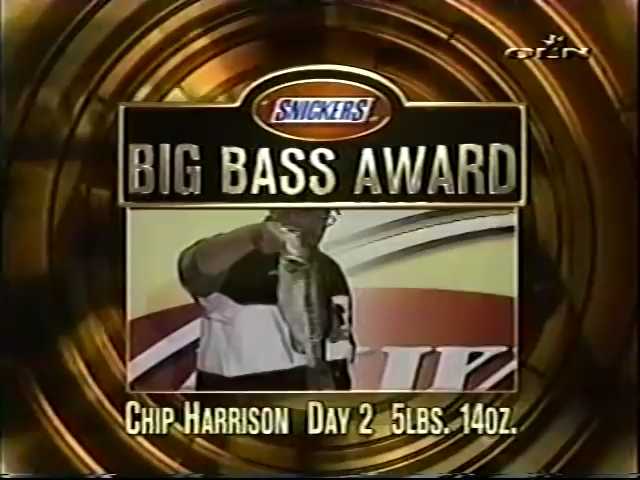 OLN
SNICKERS
BIG BASS AWARD
CHIP HARRISON DAY 2 5LBS. 14OZ.